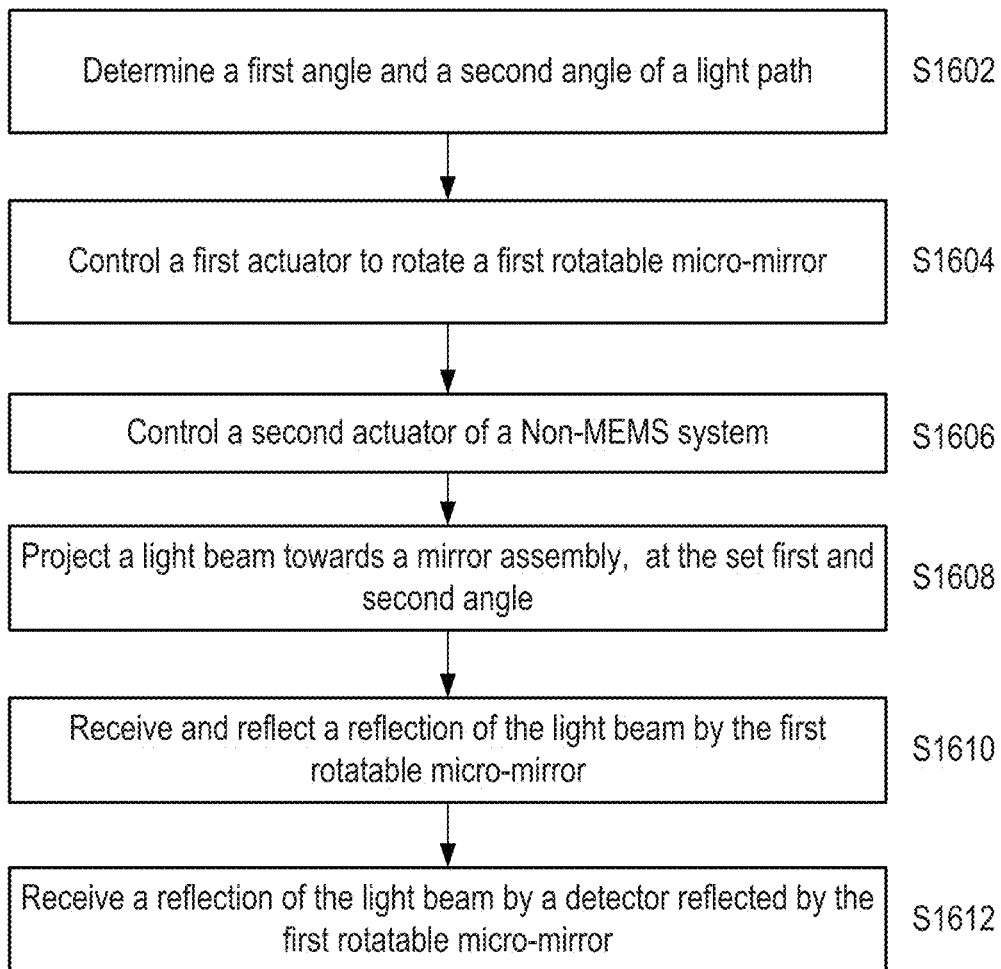 Determine a first angle and a second angle of a light path
S1602
Control a first actuator to rotate a first rotatable micro-mirror
S1604
Control a second actuator of a Non-MEMS system
S1606
Project a light beam towards a mirror assembly, at the set first and
second angle
S1608
Receive and reflect a reflection of the light beam by the first
rotatable micro-mirror
S1610
Receive a reflection of the light beam by a detector reflected by the
first rotatable micro-mirror
S1612